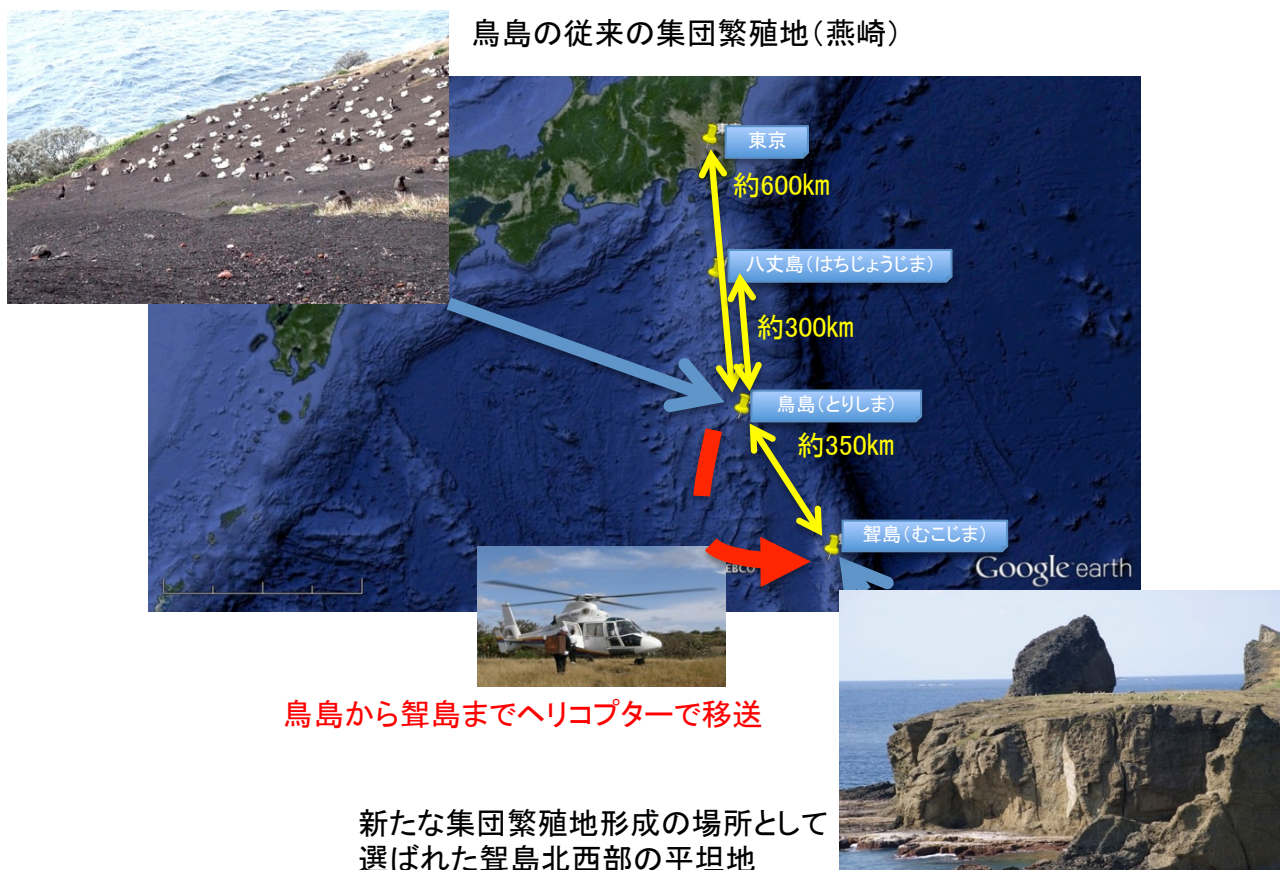 鳥島の従来の集団繁殖地(燕崎)
東京
約600km
八丈島(はちじょうじま)
約300km
鳥島(とりしま)
約350km
聟島(むこじま)
Google earth
鳥島から聟島までヘリコプターで移送
新たな集団繁殖地形成の場所として
選ばれた聟島北西部の平坦地